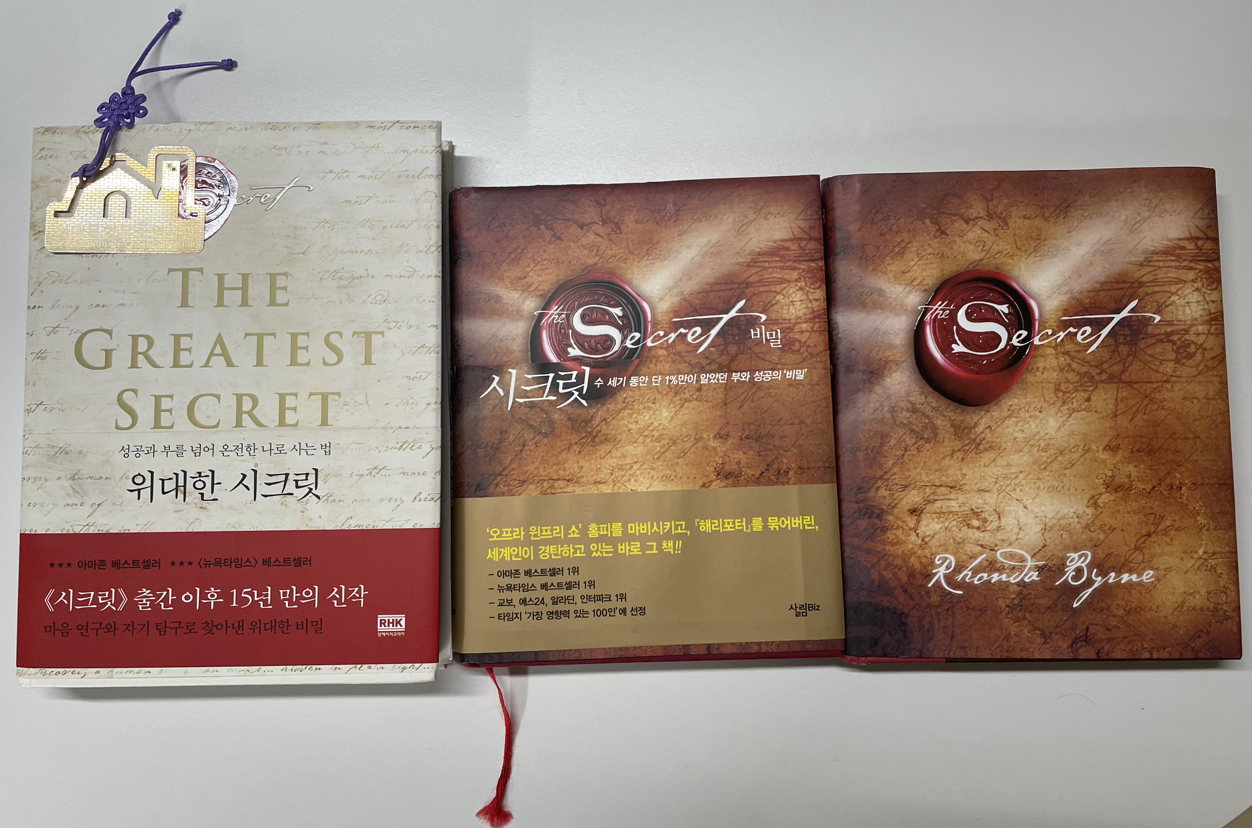 Secret
THE
GREATEST
SECRET
성공과 부를 넘어 온전한 나로 사는 법
위대한 시크릿
★★★ 아마존 베스트셀러 ★★★ 〈뉴욕타임스〉 베스트셀러
《시크릿》 출간 이후 15년 만의 신작
마음 연구와 자기 탐구로 찾아낸 위대한 비밀
RHK
알에이치코리아
the Secret 비밀
시크릿 수 세기 동안 단 1%만이 알았던 부와 성공의 '비밀'
'오프라 윈프리 쇼' 홈피를 마비시키고, 『해리포터』를 묶어버린,
세계인이 경탄하고 있는 바로 그 책!!
– 아마존 베스트셀러 1위
– 뉴욕타임스 베스트셀러 1위
– 교보, 예스24, 알라딘, 인터파크 1위
– 타임지 '가장 영향력 있는 100인'에 선정
살림Biz
the Secret
Rhonda Byrne